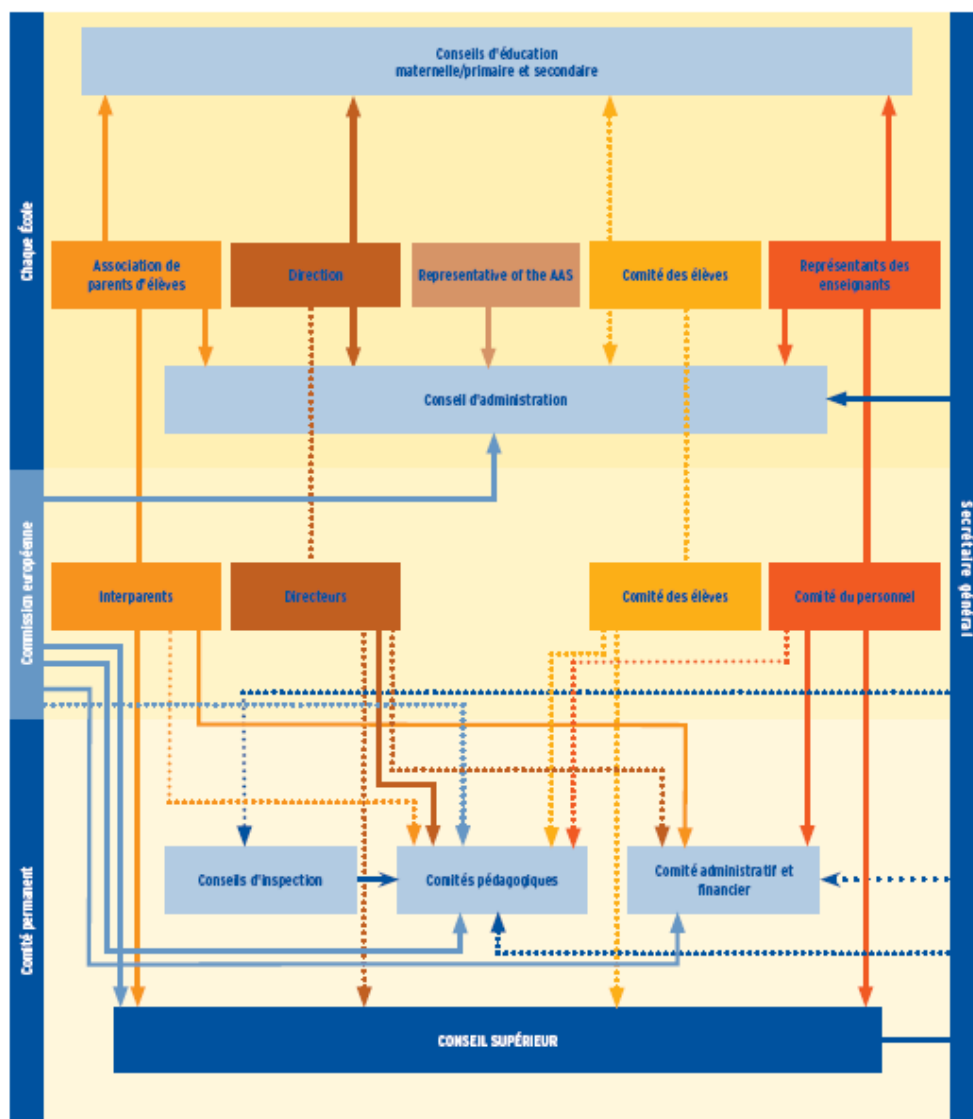 Conseils d'éducation
maternelle/primaire et secondaire
Chaque École
Association de
parents d'élèves
Direction
Representative of the AAS
Comité des élèves
Représentants des
enseignants
Conseil d'administration
Commission européenne
Secrétaire général
Interparents
Directeurs
Comité des élèves
Comité du personnel
Comité permanent
Conseils d'inspection
Comités pédagogiques
Comité administratif et
financier
CONSEIL SUPÉRIEUR